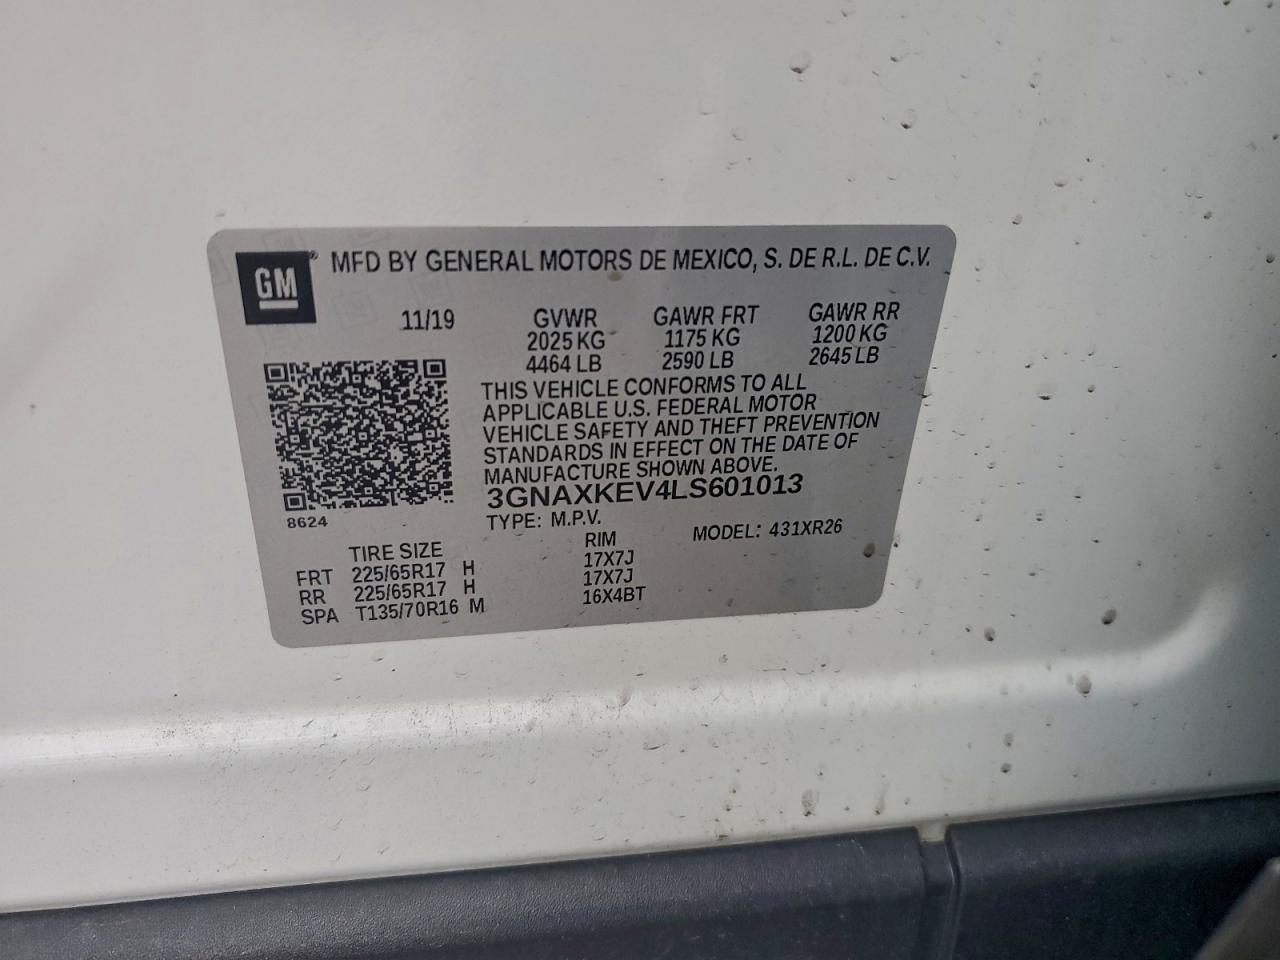 GM® MFD BY GENERAL MOTORS DE MEXICO, S. DE R.L. DE C.V.
11/19 GVWR GAWR FRT GAWR RR
2025 KG 1175 KG 1200 KG
4464 LB 2590 LB 2645 LB
THIS VEHICLE CONFORMS TO ALL
APPLICABLE U.S. FEDERAL MOTOR
VEHICLE SAFETY AND THEFT PREVENTION
STANDARDS IN EFFECT ON THE DATE OF
MANUFACTURE SHOWN ABOVE.
3GNAXKEV4LS601013
8624 TYPE: M.P.V. MODEL: 431XR26
TIRE SIZE RIM
FRT 225/65R17 H 17X7J
RR 225/65R17 H 17X7J
SPA T135/70R16 M 16X4BT